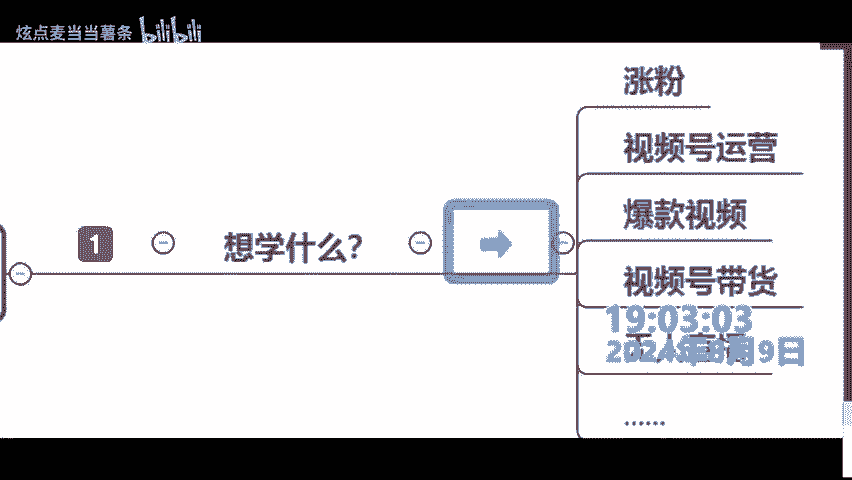 炫点麦当当薯条 bilibili
涨粉
视频号运营
爆款视频
1 想学什么？
视频号带货
19:03:03
2024年8月9日
......